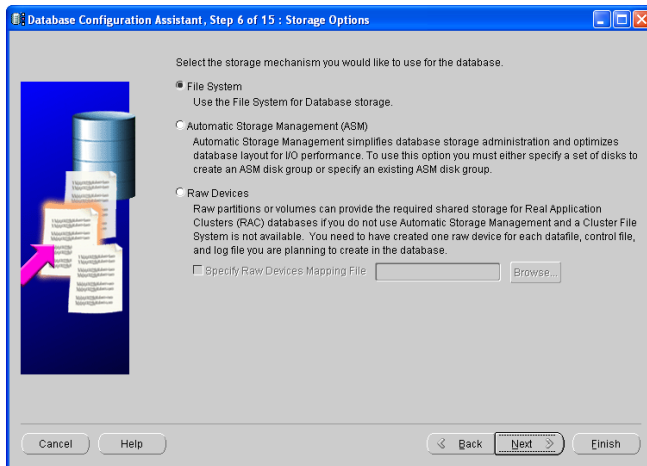 Database Configuration Assistant, Step 6 of 15 : Storage Options
Select the storage mechanism you would like to use for the database.
File System
Use the File System for Database storage.
Automatic Storage Management (ASM)
Automatic Storage Management simplifies database storage administration and optimizes
database layout for I/O performance. To use this option you must either specify a set of disks to
create an ASM disk group or specify an existing ASM disk group.
Raw Devices
Raw partitions or volumes can provide the required shared storage for Real Application
Clusters (RAC) databases if you do not use Automatic Storage Management and a Cluster File
System is not available. You need to have created one raw device for each datafile, control file,
and log file you are planning to create in the database.
Specify Raw Devices Mapping File
Browse...
Cancel
Help
Back
Next
Finish